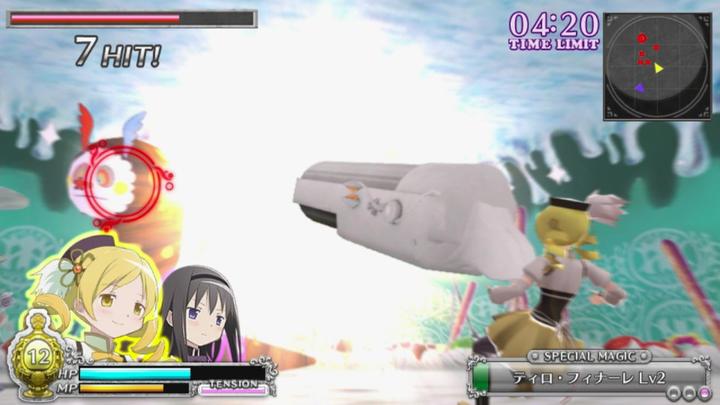 7 HIT!
04:20
TIME LIMIT
12
HP
MP
TENSION
SPECIAL MAGIC
ティロ・フィナーレ Lv2